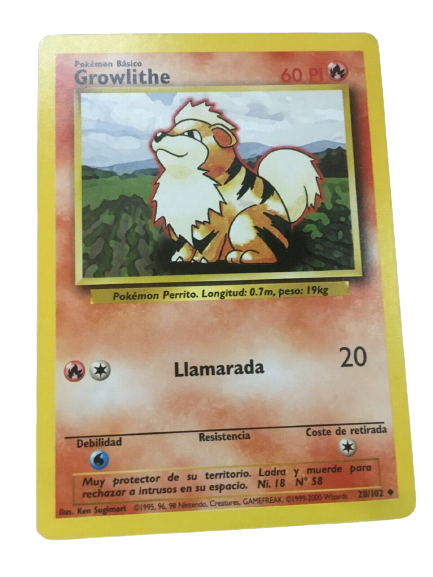 Pokémon Básico
Growlithe 60 PI
Pokémon Perrito. Longitud: 0.7m, peso: 19kg
Llamarada 20
Debilidad Resistencia Coste de retirada
Muy protector de su territorio. Ladra y muerde para
rechazar a intrusos en su espacio. Ni. 18 N° 58
Ilus. Ken Sugimori ©1995, 96, 98 Nintendo, Creatures, GAMEFREAK. ©1999-2000 Wizards. 28/102